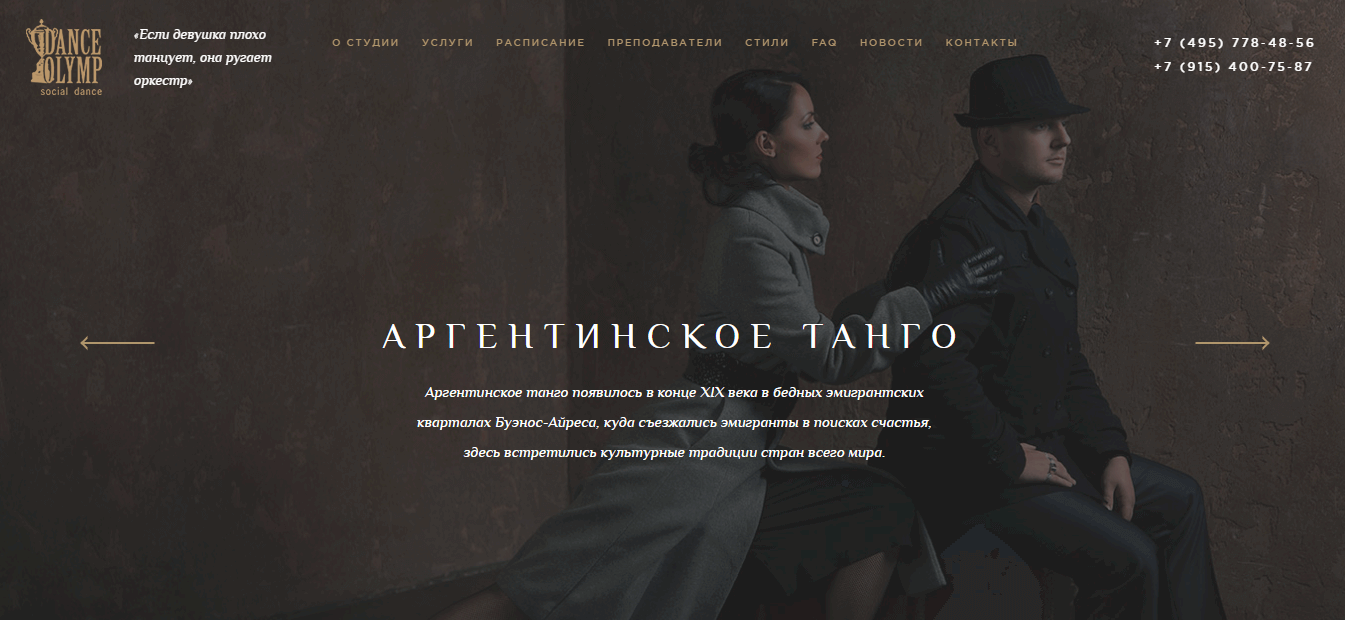 DANCE
OLYMP
social dance
«Если девушка плохо
танцует, она ругает
оркестр»
О СТУДИИ УСЛУГИ РАСПИСАНИЕ ПРЕПОДАВАТЕЛИ СТИЛИ FAQ НОВОСТИ КОНТАКТЫ
+7 (495) 778-48-56
+7 (915) 400-75-87
АРГЕНТИНСКОЕ ТАНГО
Аргентинское танго появилось в конце XIX века в бедных эмигрантских
кварталах Буэнос-Айреса, куда съезжались эмигранты в поисках счастья,
здесь встретились культурные традиции стран всего мира.